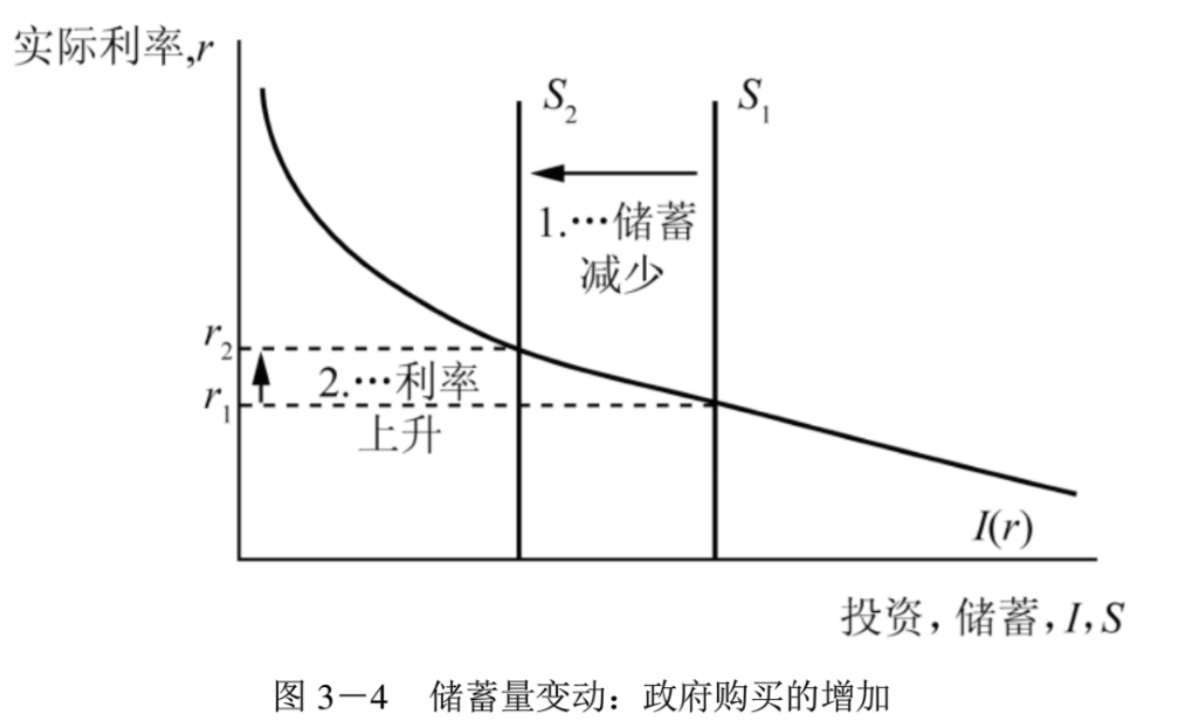 实际利率,r
S2
S1
1.…储蓄
减少
r2
2.…利率
r1
上升
I(r)
投资，储蓄，I，S
图 3－4 储蓄量变动：政府购买的增加